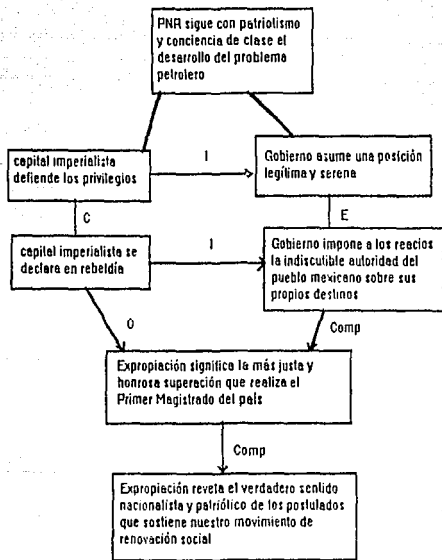 PNR sigue con patriotismo
y conciencia de clase el
desarrollo del problema
petrolero
capital imperialista
defiende los privilegios
I
Gobierno asume una posición
legítima y serena
C
E
capital imperialista se
declara en rebeldía
I
Gobierno impone a los reacios
la indiscutible autoridad del
pueblo mexicano sobre sus
propios destinos
O
Comp
Expropiación significa la más justa y
honrosa superación que realiza el
Primer Magistrado del país
Comp
Expropiación revela el verdadero sentido
nacionalista y patriótico de los postulados
que sostiene nuestro movimiento de
renovación social